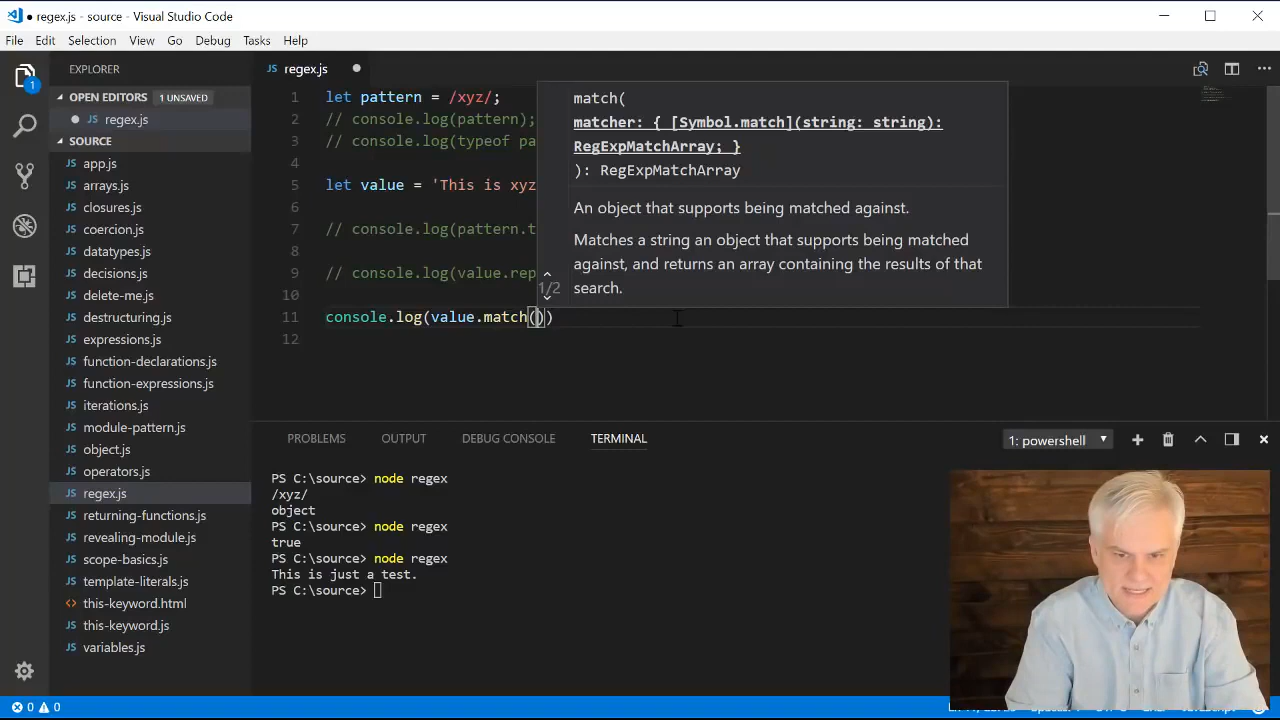 ● regex.js - source - Visual Studio Code
File Edit Selection View Go Debug Tasks Help
EXPLORER
OPEN EDITORS 1 UNSAVED
regex.js
SOURCE
JS app.js
JS arrays.js
JS closures.js
JS coercion.js
JS datatypes.js
JS decisions.js
JS delete-me.js
JS destructuring.js
JS expressions.js
JS function-declarations.js
JS function-expressions.js
JS iterations.js
JS module-pattern.js
JS object.js
JS operators.js
JS regex.js
JS returning-functions.js
JS revealing-module.js
JS scope-basics.js
JS template-literals.js
<> this-keyword.html
JS this-keyword.js
JS variables.js
1
JS regex.js
1 let pattern = /xyz/;
2 // console.log(pattern);
3 // console.log(typeof pa
4
5 let value = 'This is xyz
6
7 // console.log(pattern.t
8
9 // console.log(value.rep
10
11 console.log(value.match())
12
match(
matcher: { [Symbol.match](string: string):
RegExpMatchArray; }
): RegExpMatchArray
An object that supports being matched against.
Matches a string an object that supports being matched
against, and returns an array containing the results of that
search.
1/2
PROBLEMS OUTPUT DEBUG CONSOLE TERMINAL
1: powershell
PS C:\source> node regex
/xyz/
object
PS C:\source> node regex
true
PS C:\source> node regex
This is just a test.
PS C:\source>
0 0